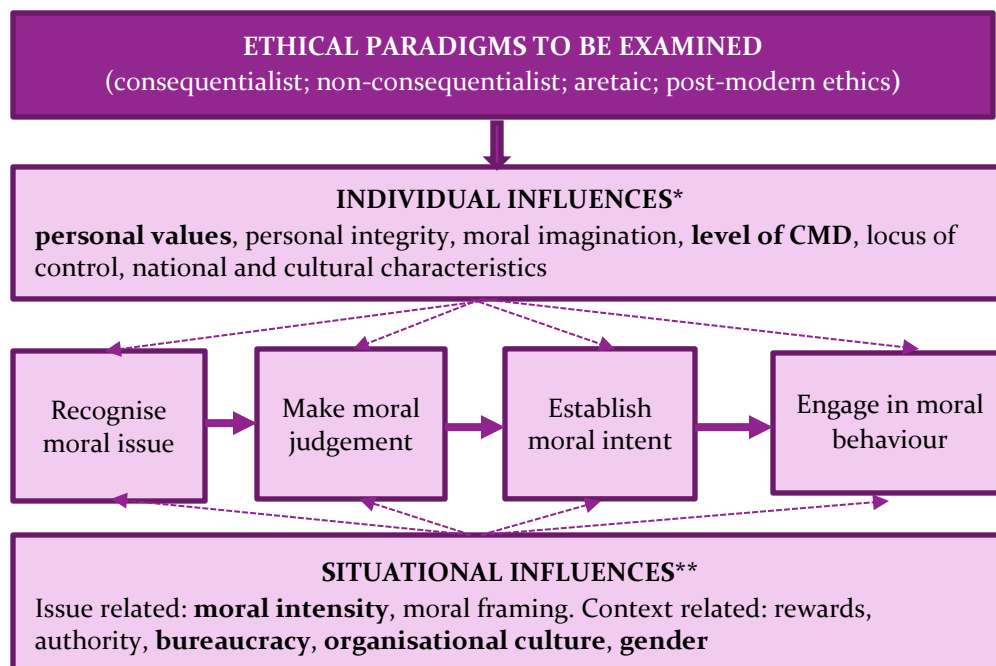 ETHICAL PARADIGMS TO BE EXAMINED
(consequentialist; non-consequentialist; aretaic; post-modern ethics)
INDIVIDUAL INFLUENCES*
personal values, personal integrity, moral imagination, level of CMD, locus of
control, national and cultural characteristics
Recognise
moral issue
Make moral
judgement
Establish
moral intent
Engage in moral
behaviour
SITUATIONAL INFLUENCES**
Issue related: moral intensity, moral framing. Context related: rewards,
authority, bureaucracy, organisational culture, gender